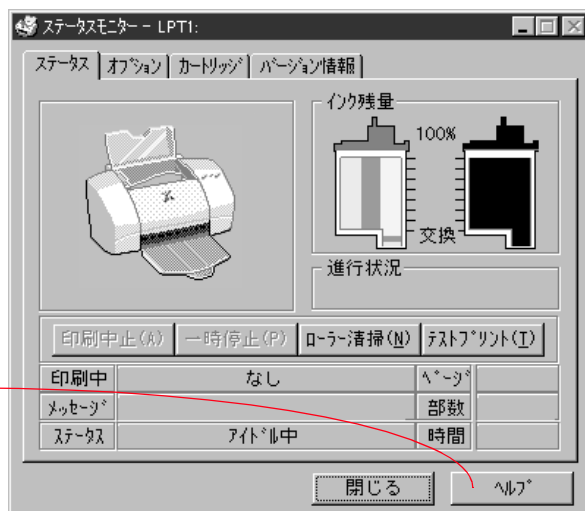 ステータスモニター - LPT1:
ステータス オプション カートリッジ バージョン情報
インク残量
100%
交換
進行状況
印刷中止(A) 一時停止(P) ローラー清掃(N) テストプリント(T)
印刷中 なし ページ
メッセージ 部数
ステータス アイドル中 時間
閉じる ヘルプ